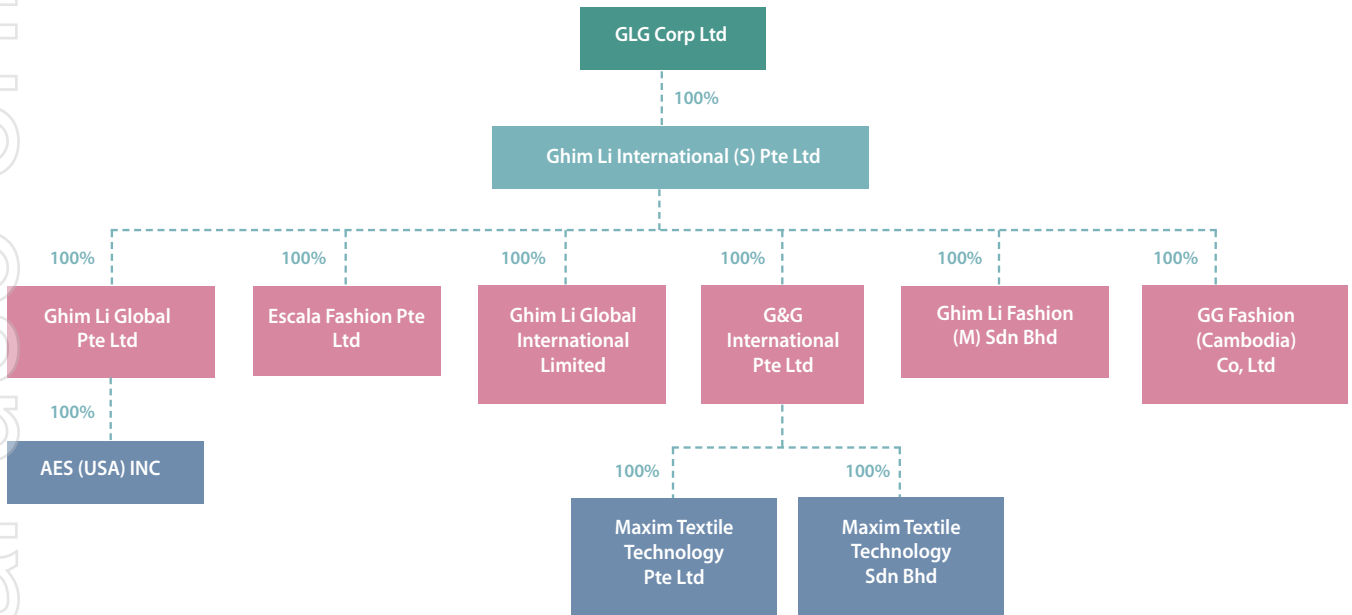 GLG Corp Ltd
100%
Ghim Li International (S) Pte Ltd
100%
100%
100%
100%
100%
100%
Ghim Li Global
Pte Ltd
Escala Fashion Pte
Ltd
Ghim Li Global
International
Limited
G&G
International
Pte Ltd
Ghim Li Fashion
(M) Sdn Bhd
GG Fashion
(Cambodia)
Co, Ltd
100%
AES (USA) INC
100%
100%
Maxim Textile
Technology
Pte Ltd
Maxim Textile
Technology
Sdn Bhd